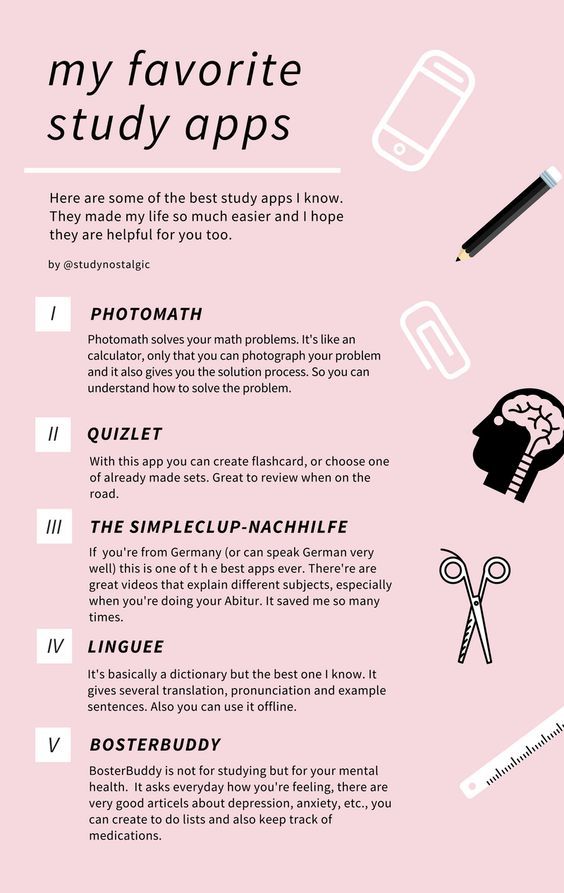 my favorite
study apps
Here are some of the best study apps I know.
They made my life so much easier and I hope
they are helpful for you too.
by @studynostalgic
I
PHOTOMATH
Photomath solves your math problems. It's like an
calculator, only that you can photograph your problem
and it also gives you the solution process. So you can
understand how to solve the problem.
II
QUIZLET
With this app you can create flashcard, or choose one
of already made sets. Great to review when on the
road.
III
THE SIMPLECLUP-NACHHILFE
If you're from Germany (or can speak German very
well) this is one of t h e best apps ever. There're are
great videos that explain different subjects, especially
when you're doing your Abitur. It saved me so many
times.
IV
LINGUEE
It's basically a dictionary but the best one I know. It
gives several translation, pronunciation and example
sentences. Also you can use it offline.
V
BOSTERBUDDY
BosterBuddy is not for studying but for your mental
health. It asks everyday how you're feeling, there are
very good articels about depression, anxiety, etc., you
can create to do lists and also keep track of
medications.